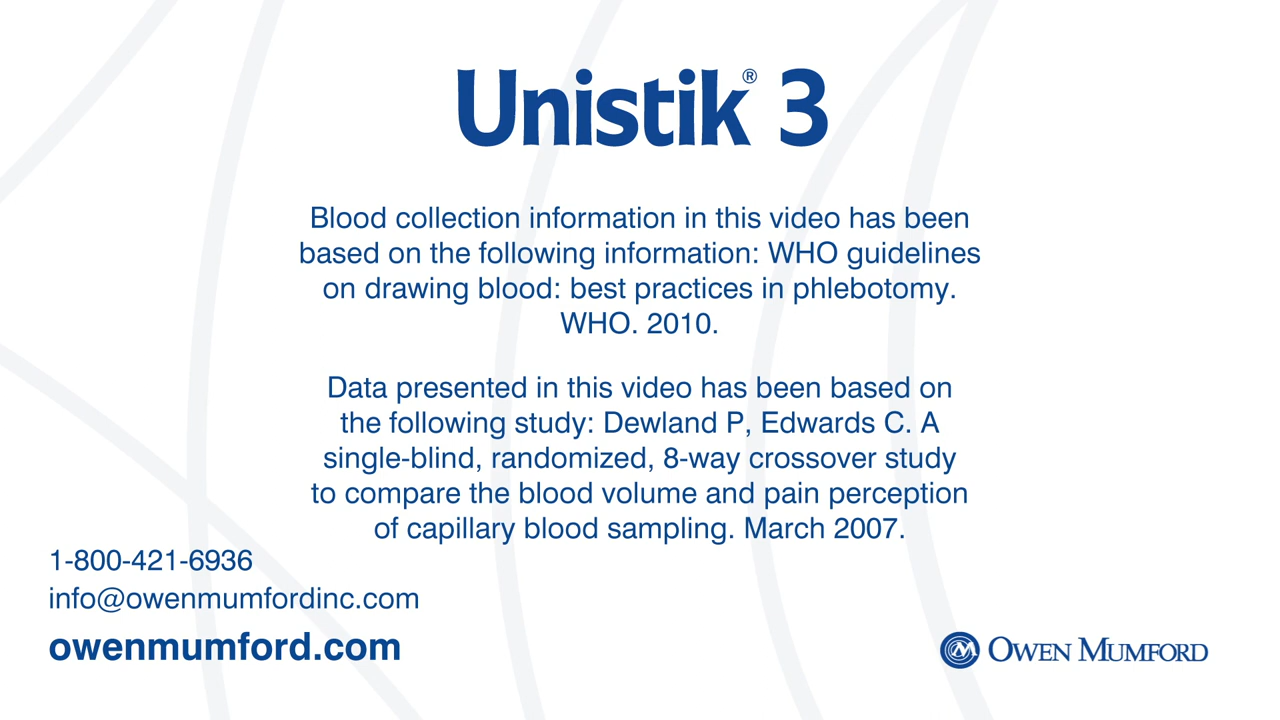 Unistik® 3
Blood collection information in this video has been
based on the following information: WHO guidelines
on drawing blood: best practices in phlebotomy.
WHO. 2010.
Data presented in this video has been based on
the following study: Dewland P, Edwards C. A
single-blind, randomized, 8-way crossover study
to compare the blood volume and pain perception
of capillary blood sampling. March 2007.
1-800-421-6936
info@owenmumfordinc.com
owenmumford.com
OWEN MUMFORD